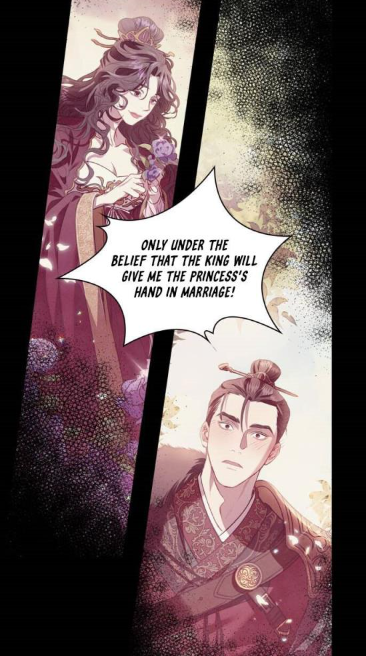 ONLY UNDER THE
BELIEF THAT THE KING WILL
GIVE ME THE PRINCESS'S
HAND IN MARRIAGE!